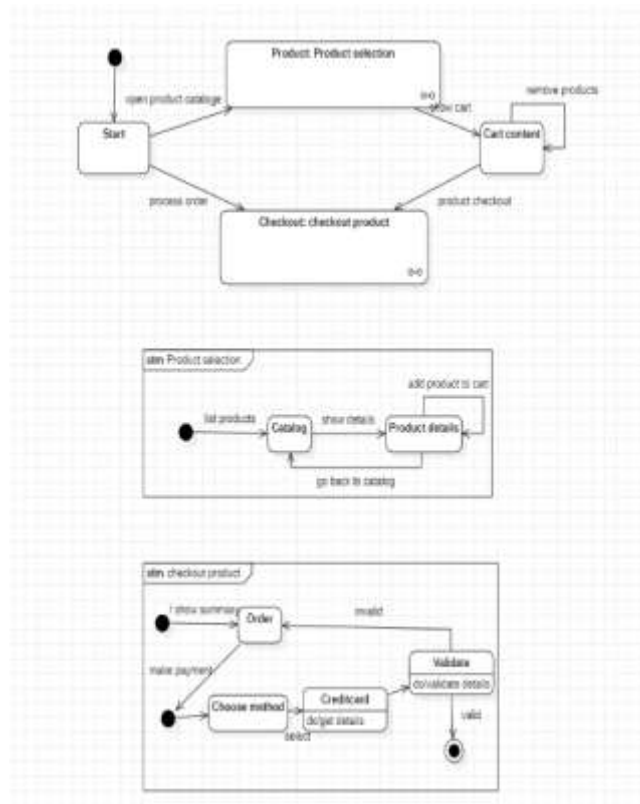 Product: Product selection
open product cataloge
show cart
remove products
Start
Cart content
process order
product checkout
Checkout: checkout product
stm Product selection
add product to cart
list products
Catalog
show details
Product details
go back to catalog
stm checkout product
/ show summary
Order
invalid
make payment
Validate
do/validate details
Choose method
Creditcard
do/get details
select
valid